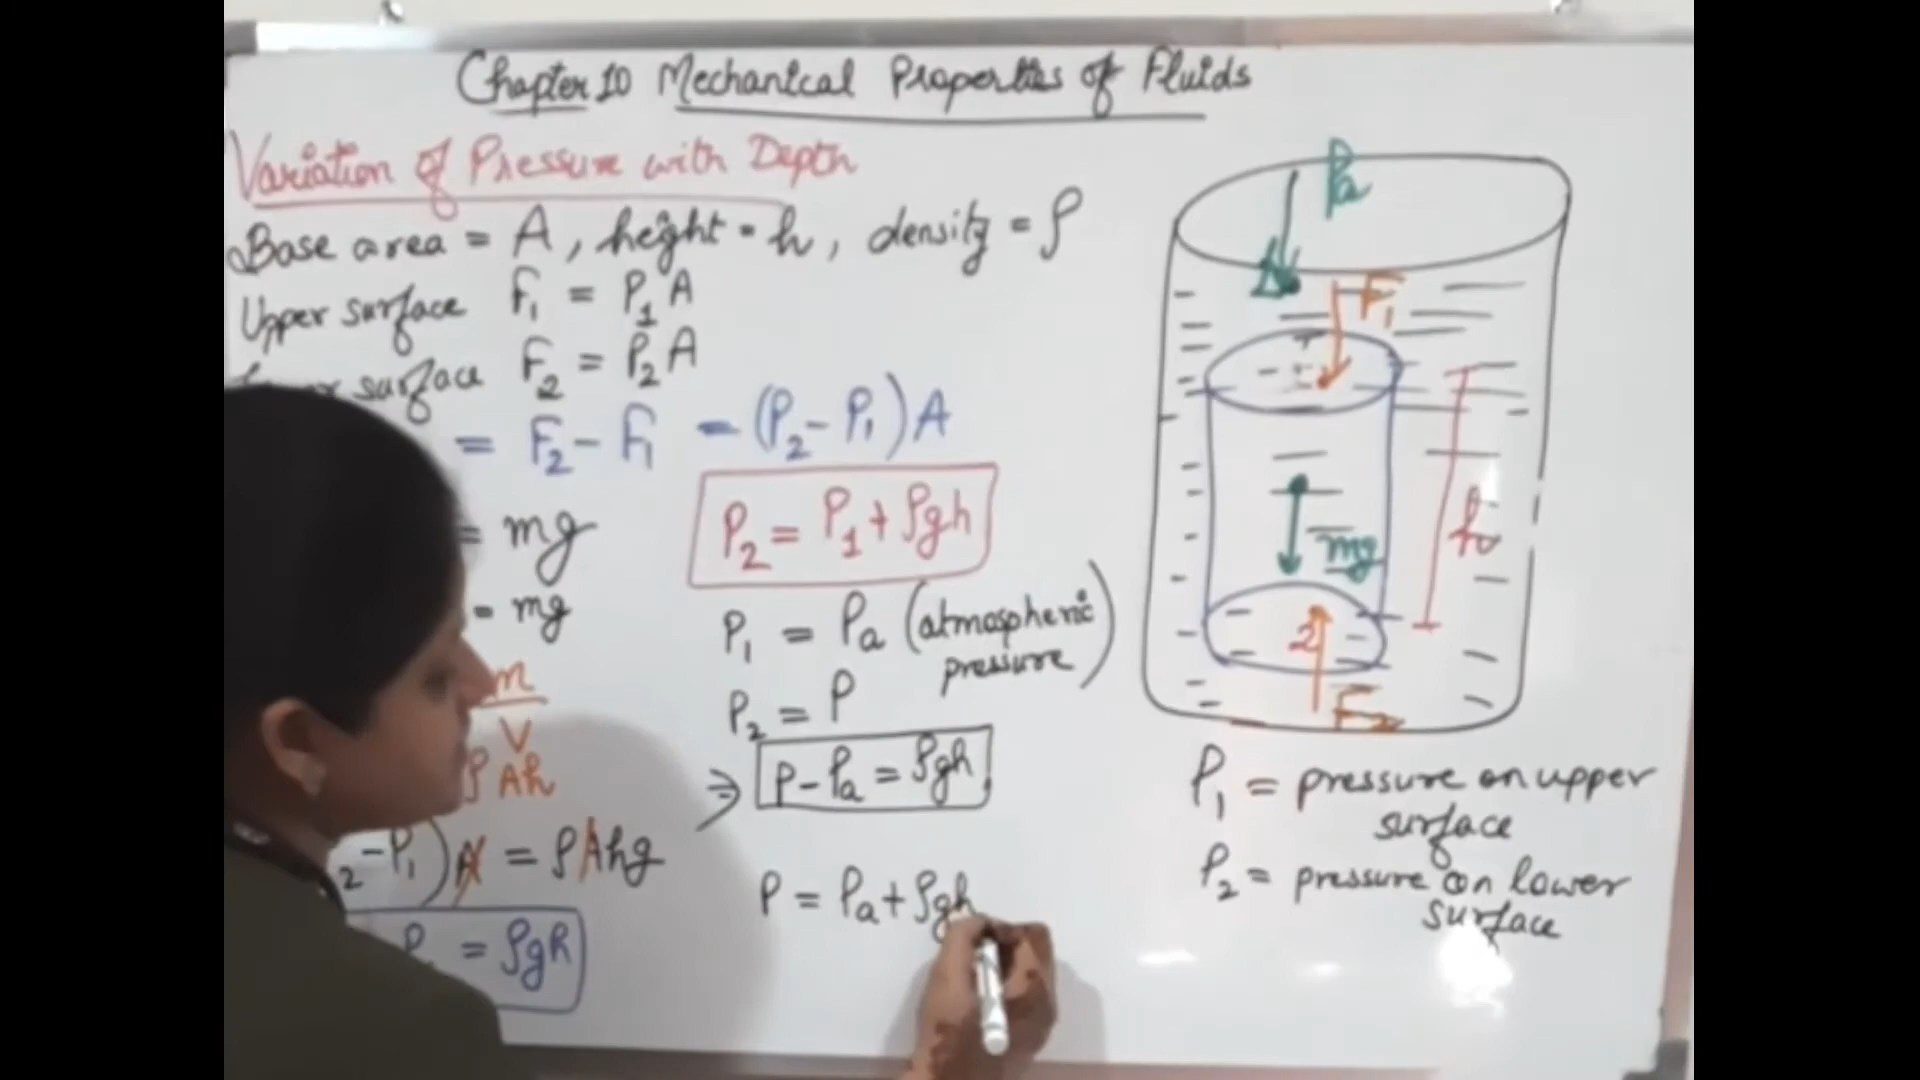 Chapter 10 Mechanical Properties of Fluids
Variation of Pressure with Depth
Base area = A, height = h, density = ρ
Upper surface F₁ = P₁A
surface F₂ = P₂A
= F₂ - F₁ = (P₂ - P₁)A
= mg
= mg
m
V
ρAh
₂ - P₁)A = ρAhg
P₁ = ρgh
P₂ = P₁ + ρgh
P₁ = Pa (atmospheric
pressure)
P₂ = P
⇒ P - Pa = ρgh
P = Pa + ρgh
Pa
F₁
h
mg
2
F₂
P₁ = pressure on upper
surface
P₂ = pressure on lower
surface